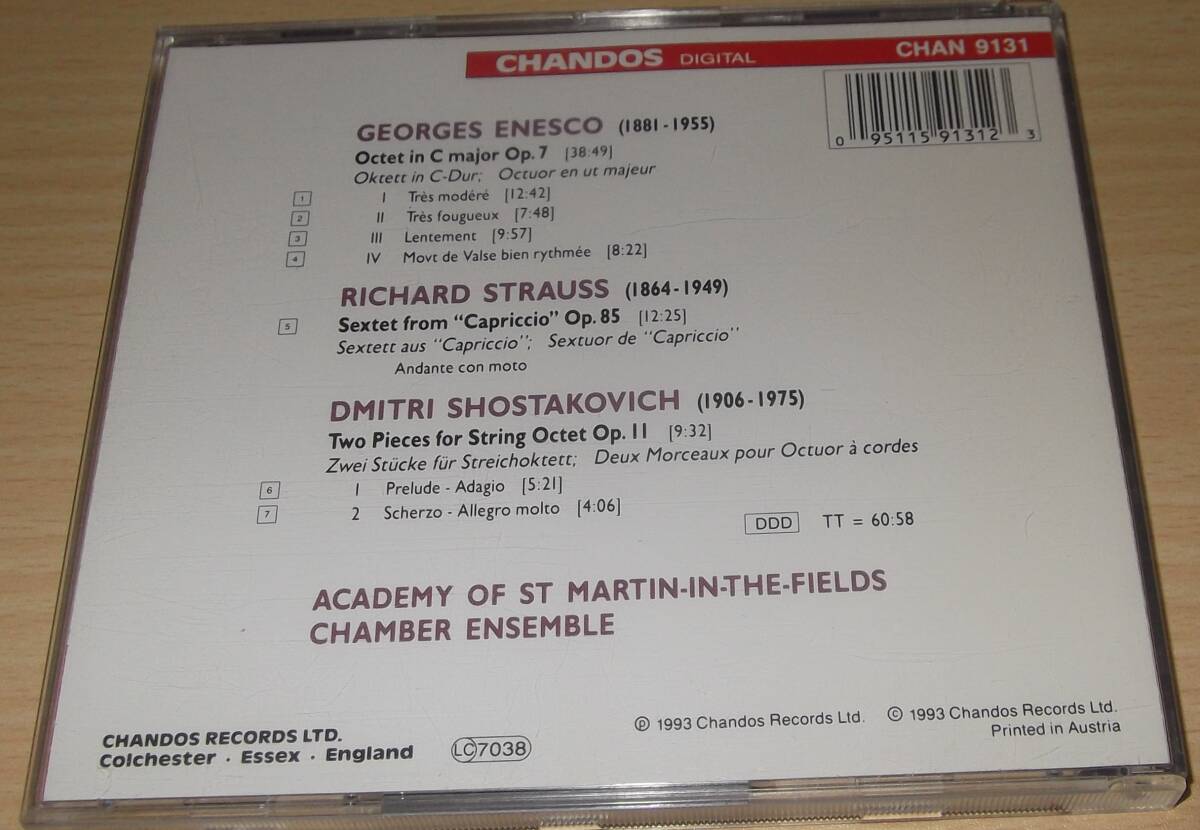 CHANDOS DIGITAL CHAN 9131
0 95115 91312 3
GEORGES ENESCO (1881-1955)
Octet in C major Op. 7 [38:49]
Oktett in C-Dur; Octuor en ut majeur
1 I Très modéré [12:42]
2 II Très fougueux [7:48]
3 III Lentement [9:57]
4 IV Movt de Valse bien rythmée [8:22]
RICHARD STRAUSS (1864-1949)
5 Sextet from "Capriccio" Op. 85 [12:25]
Sextett aus "Capriccio"; Sextuor de "Capriccio"
Andante con moto
DMITRI SHOSTAKOVICH (1906-1975)
Two Pieces for String Octet Op. 11 [9:32]
Zwei Stücke für Streichoktett; Deux Morceaux pour Octuor à cordes
6 1 Prelude - Adagio [5:21]
7 2 Scherzo - Allegro molto [4:06]
DDD TT = 60:58
ACADEMY OF ST MARTIN-IN-THE-FIELDS
CHAMBER ENSEMBLE
℗ 1993 Chandos Records Ltd. © 1993 Chandos Records Ltd.
Printed in Austria
CHANDOS RECORDS LTD.
Colchester · Essex · England
LC 7038